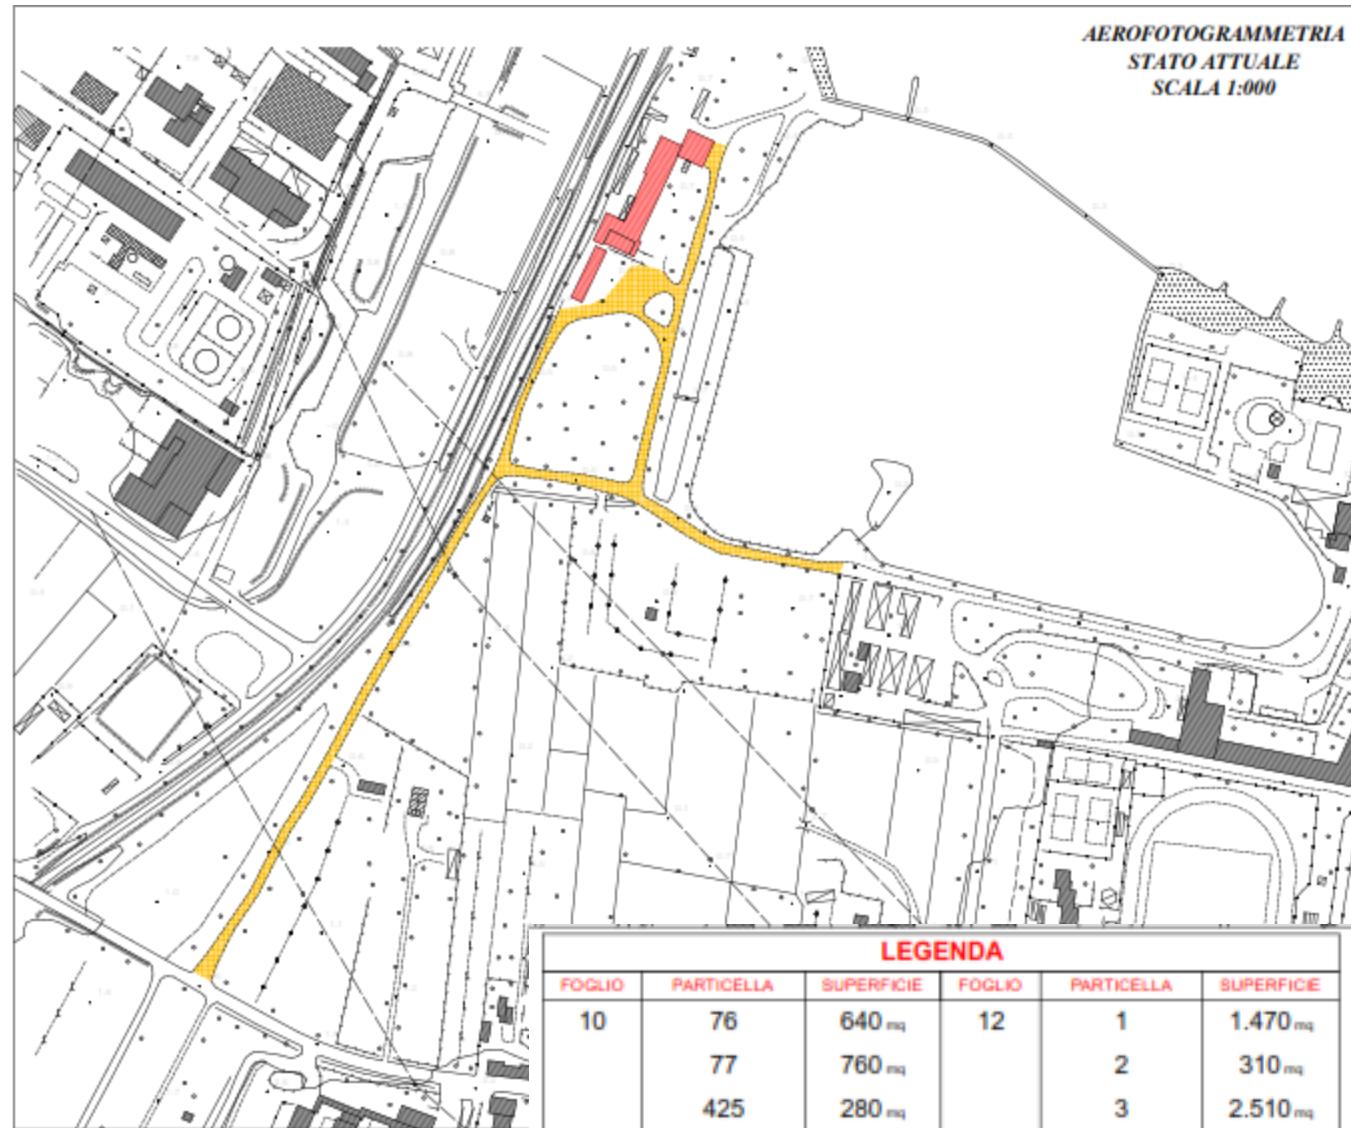 AEROFOTOGRAMMETRIA
STATO ATTUALE
SCALA 1:000
LEGENDA
FOGLIO PARTICELLA SUPERFICIE FOGLIO PARTICELLA SUPERFICIE
10 76 640 mq 12 1 1.470 mq
77 760 mq 2 310 mq
425 280 mq 3 2.510 mq